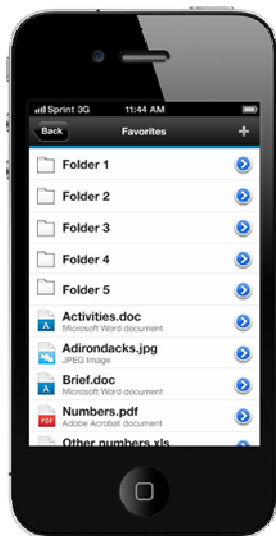 Sprint 3G 11:44 AM
Back Favorites +
Folder 1
Folder 2
Folder 3
Folder 4
Folder 5
Activities.doc
Microsoft Word document
Adirondacks.jpg
JPEG Image
Brief.doc
Microsoft Word document
PDF Numbers.pdf
Adobe Acrobat document
Other numbers.xls